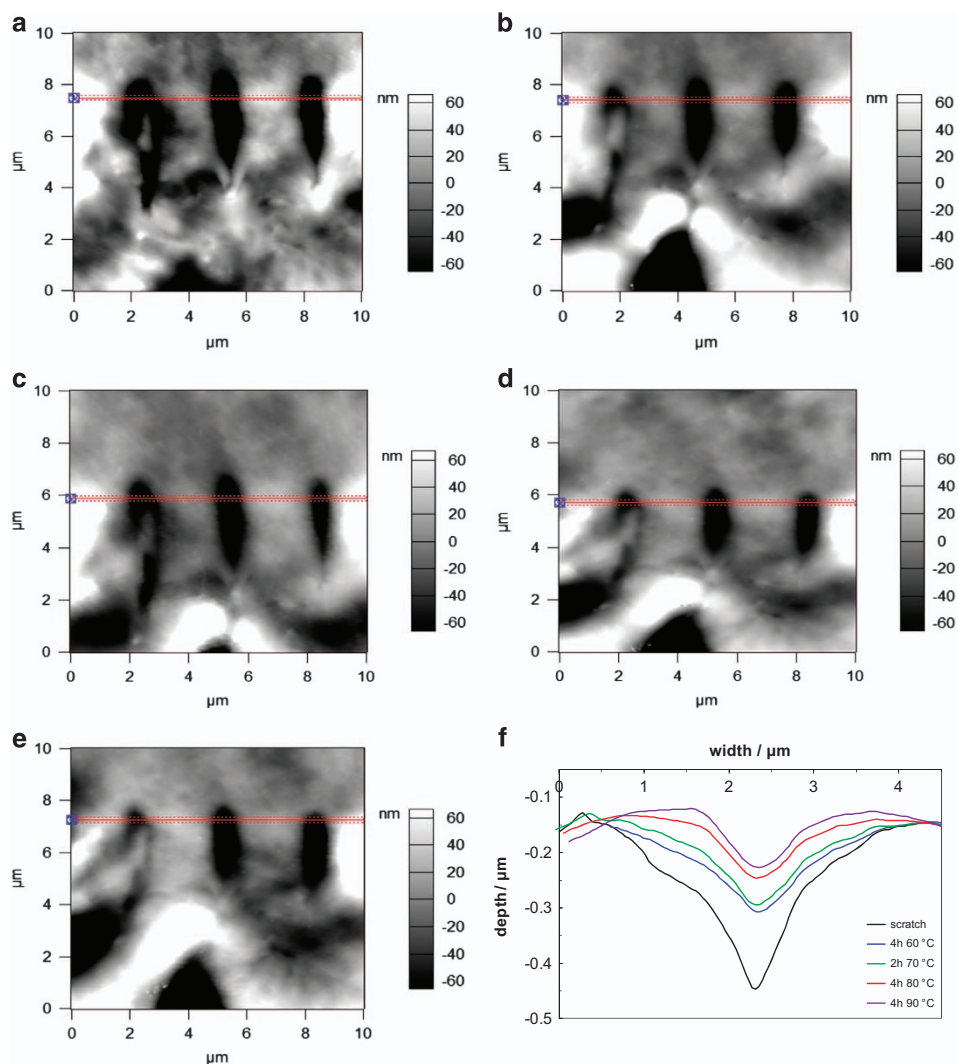 a
10
8
6
4
2
0
µm
0 2 4 6 8 10
µm
nm
60
40
20
0
-20
-40
-60
b
10
8
6
4
2
0
µm
0 2 4 6 8 10
µm
nm
60
40
20
0
-20
-40
-60
c
10
8
6
4
2
0
µm
0 2 4 6 8 10
µm
nm
60
40
20
0
-20
-40
-60
d
10
8
6
4
2
0
µm
0 2 4 6 8 10
µm
nm
60
40
20
0
-20
-40
-60
e
10
8
6
4
2
0
µm
0 2 4 6 8 10
µm
nm
60
40
20
0
-20
-40
-60
f
width / µm
0 1 2 3 4
-0.1
-0.2
-0.3
-0.4
-0.5
depth / µm
scratch
4h 60 °C
2h 70 °C
4h 80 °C
4h 90 °C